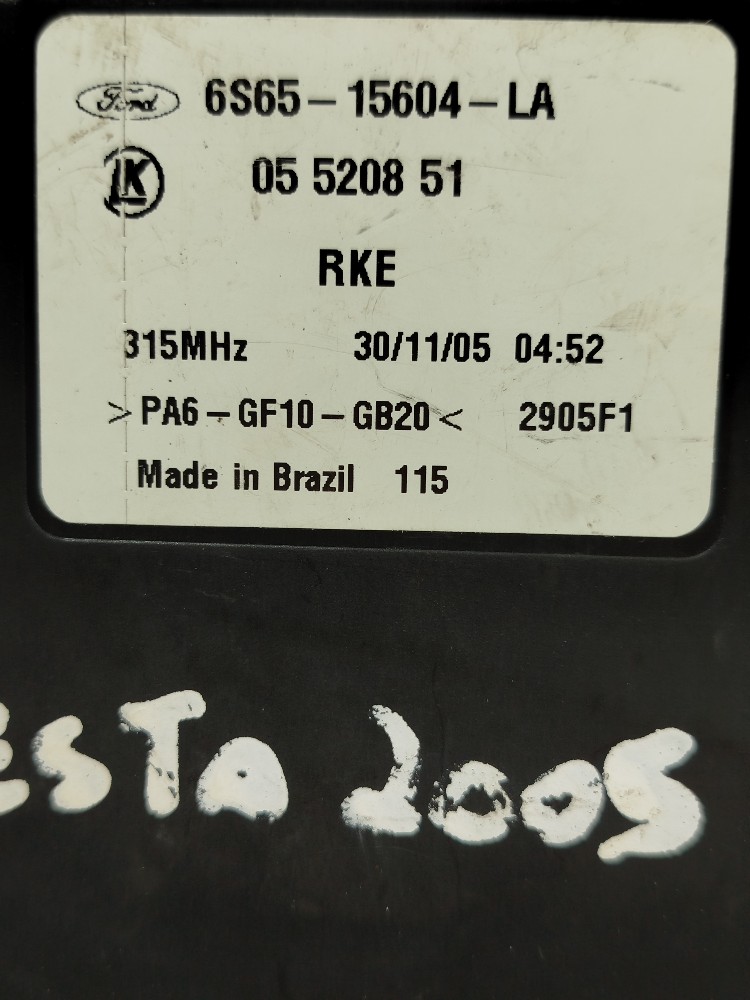 Ford 6S65-15604-LA
LK 05 5208 51
RKE
315MHz 30/11/05 04:52
>PA6-GF10-GB20< 2905F1
Made in Brazil 115
ESTA 2005